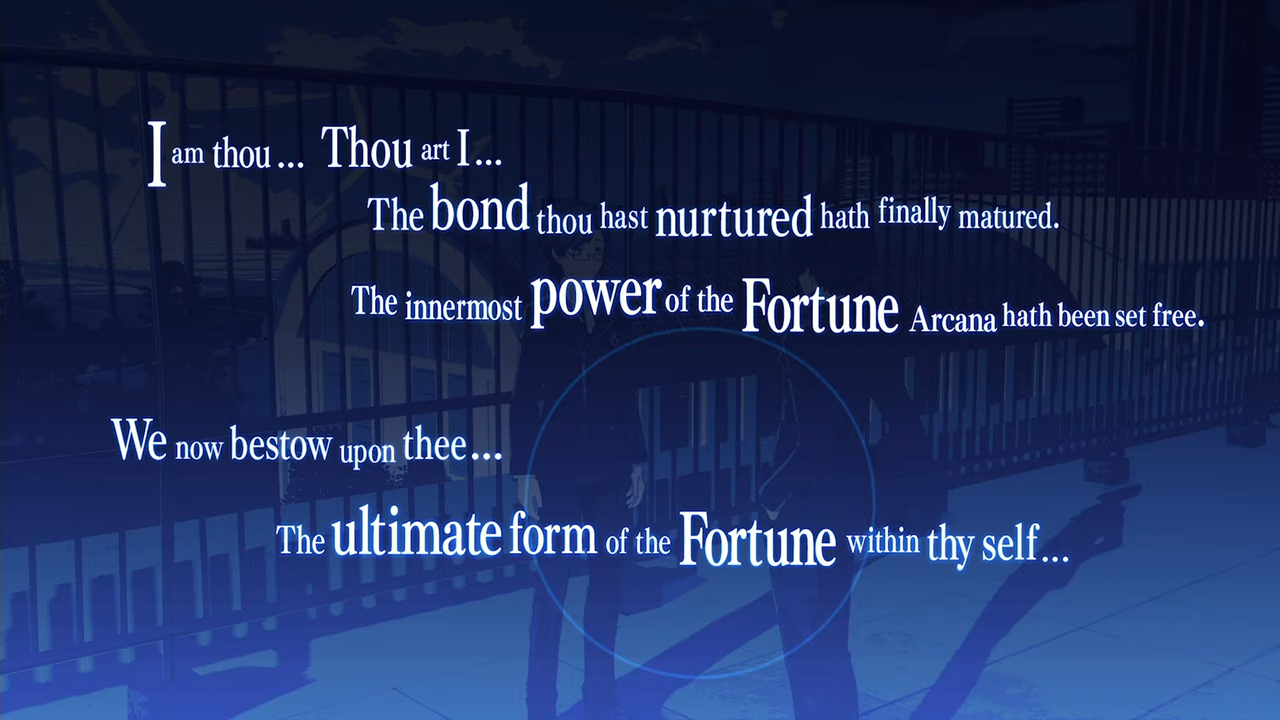 I am thou... Thou art I...
The bond thou hast nurtured hath finally matured.
The innermost power of the Fortune Arcana hath been set free.
We now bestow upon thee...
The ultimate form of the Fortune within thy self...